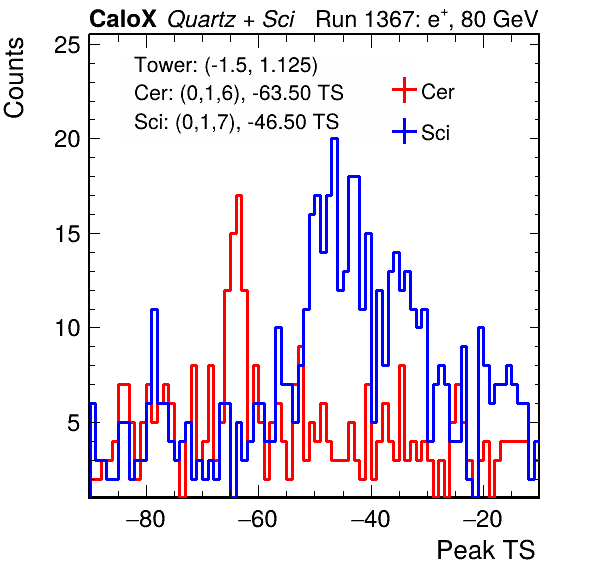 CaloX Quartz + Sci Run 1367: e⁺, 80 GeV
Counts
25
20
15
10
5
Tower: (-1.5, 1.125)
Cer: (0,1,6), -63.50 TS
Sci: (0,1,7), -46.50 TS
Cer
Sci
−80 −60 −40 −20
Peak TS